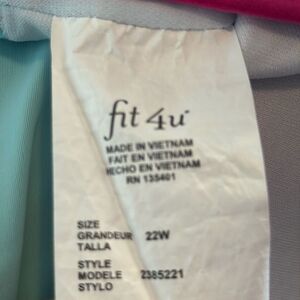 fit 4u
MADE IN VIETNAM
FAIT EN VIETNAM
HECHO EN VIETNAM
RN 135401
SIZE
GRANDEUR 22W
TALLA
STYLE
MODELE 2385221
STYLO